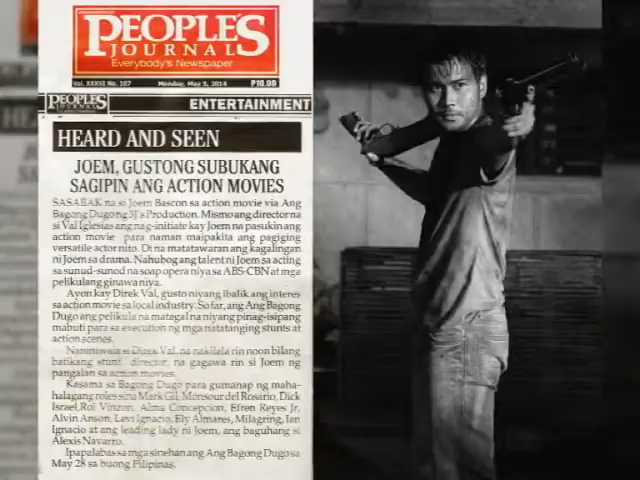 PEOPLE'S
JOURNAL
Everybody's Newspaper
Vol. XXXVI No. 107 Monday, May 5, 2014 P10.00
PEOPLE'S
JOURNAL
ENTERTAINMENT
HEARD AND SEEN
JOEM, GUSTONG SUBUKANG
SAGIPIN ANG ACTION MOVIES
SASABAK na si Joem Bascon sa action movie via Ang
Bagong Dugong 3J's Production. Mismo ang director na
si Val Iglesias ang nag-initiate kay Joem na pasukin ang
action movie para naman maipakita ang pagiging
versatile actor nito. Di na matatawaran ang kagalingan
ni Joem sa drama. Nahubog ang talent ni Joem sa acting
sa sunud-sunod na soap opera niya sa ABS-CBN at mga
pelikulang ginawa niya.
Ayon kay Direk Val, gusto niyang ibalik ang interes
sa action movie sa local industry. So far, ang Ang Bagong
Dugo ang pelikula na matagal na niyang pinag-isipang
mabuti para sa execution ng mga natatanging stunts at
action scenes.
Naniniwala si Direk Val, na nakilala rin noon bilang
batikang stunt director, na gagawa rin si Joem ng
pangalan sa action movies.
Kasama sa Bagong Dugo para gumanap ng maha-
halagang roles sina Mark Gil, Monsour del Rosario, Dick
Israel, Roi Vinzon, Alma Concepcion, Efren Reyes Jr,
Alvin Anson, Levi Ignacio, Ely Almares, Milagring, Ian
Ignacio at ang leading lady ni Joem, ang baguhang si
Alexis Navarro.
Ipapalabas sa mga sinehan ang Ang Bagong Dugo sa
May 28 sa buong Pilipinas.